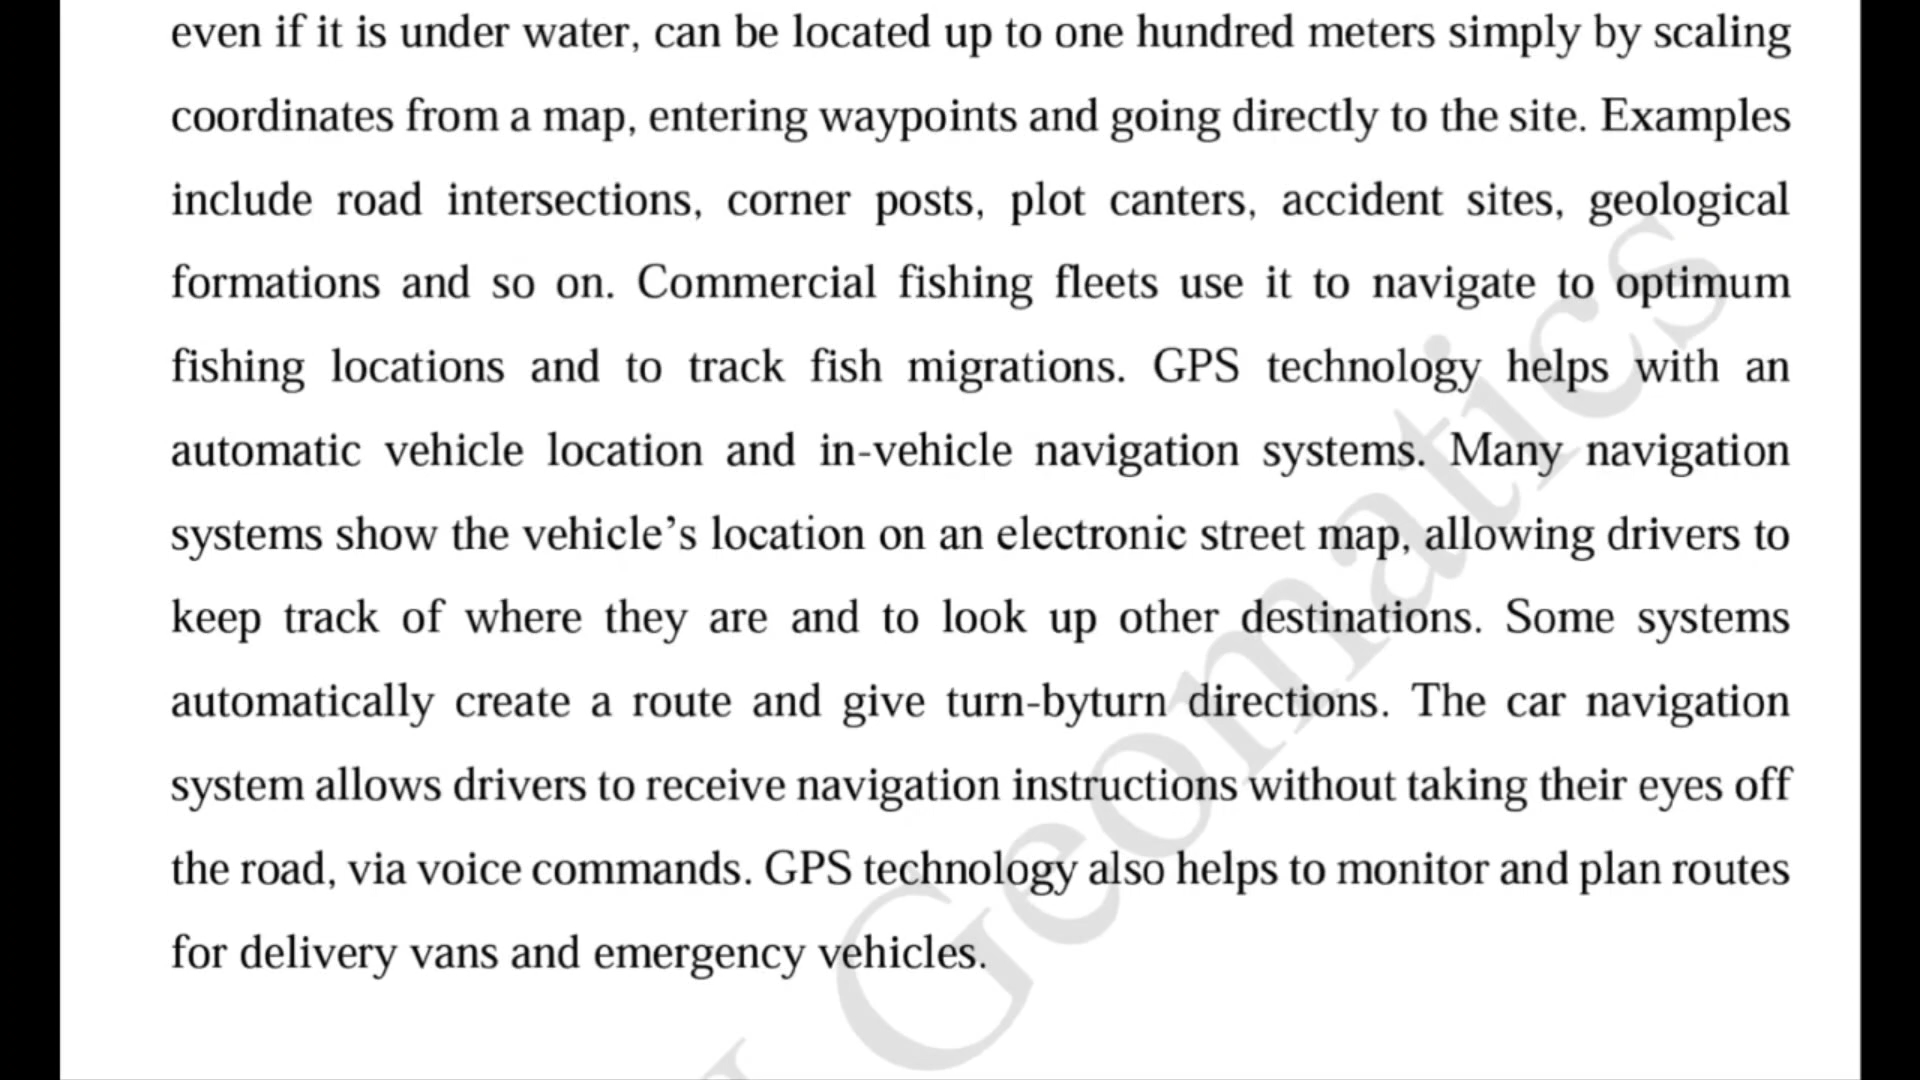 even if it is under water, can be located up to one hundred meters simply by scaling
coordinates from a map, entering waypoints and going directly to the site. Examples
include road intersections, corner posts, plot canters, accident sites, geological
formations and so on. Commercial fishing fleets use it to navigate to optimum
fishing locations and to track fish migrations. GPS technology helps with an
automatic vehicle location and in-vehicle navigation systems. Many navigation
systems show the vehicle’s location on an electronic street map, allowing drivers to
keep track of where they are and to look up other destinations. Some systems
automatically create a route and give turn-byturn directions. The car navigation
system allows drivers to receive navigation instructions without taking their eyes off
the road, via voice commands. GPS technology also helps to monitor and plan routes
for delivery vans and emergency vehicles.
Geomatics